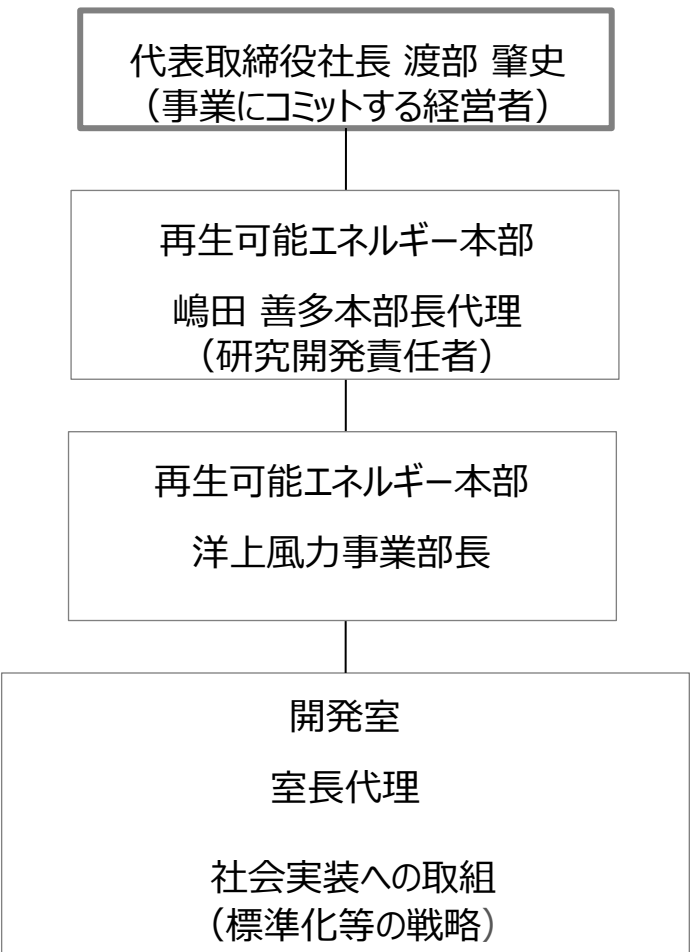 代表取締役社長 渡部 肇史
（事業にコミットする経営者）
再生可能エネルギー本部
嶋田 善多本部長代理
（研究開発責任者）
再生可能エネルギー本部
洋上風力事業部長
開発室
室長代理
社会実装への取組
（標準化等の戦略）